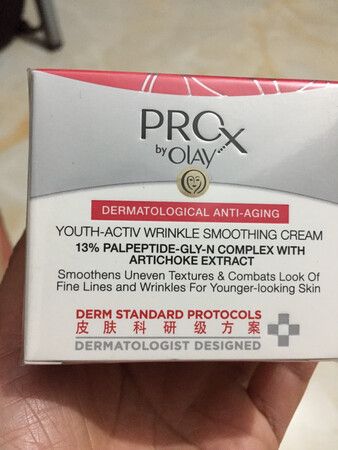 PROX
by OLAY
DERMATOLOGICAL ANTI-AGING
YOUTH-ACTIV WRINKLE SMOOTHING CREAM
13% PALPEPTIDE-GLY-N COMPLEX WITH
ARTICHOKE EXTRACT
Smoothens Uneven Textures & Combats Look Of
Fine Lines and Wrinkles For Younger-looking Skin
DERM STANDARD PROTOCOLS
皮肤科研级方案
DERMATOLOGIST DESIGNED